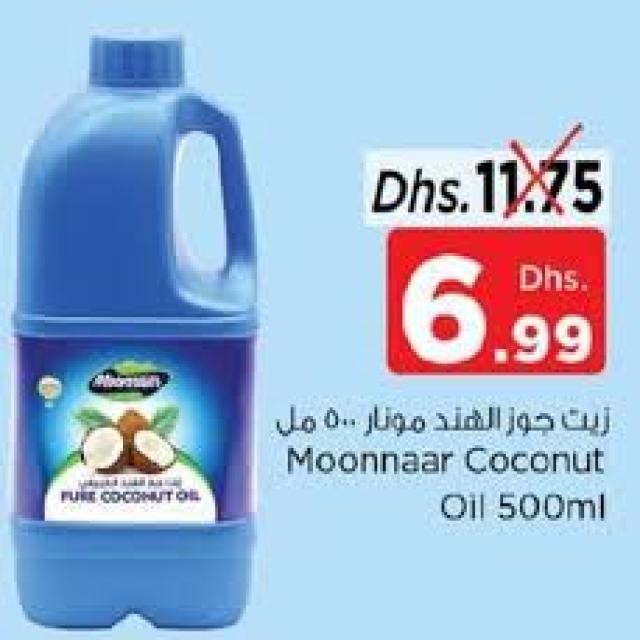 Dhs. 11.75
6.99 Dhs.
زيت جوز الهند مونار ٥٠٠ مل
Moonnaar Coconut
Oil 500ml
PURE COCONUT OIL